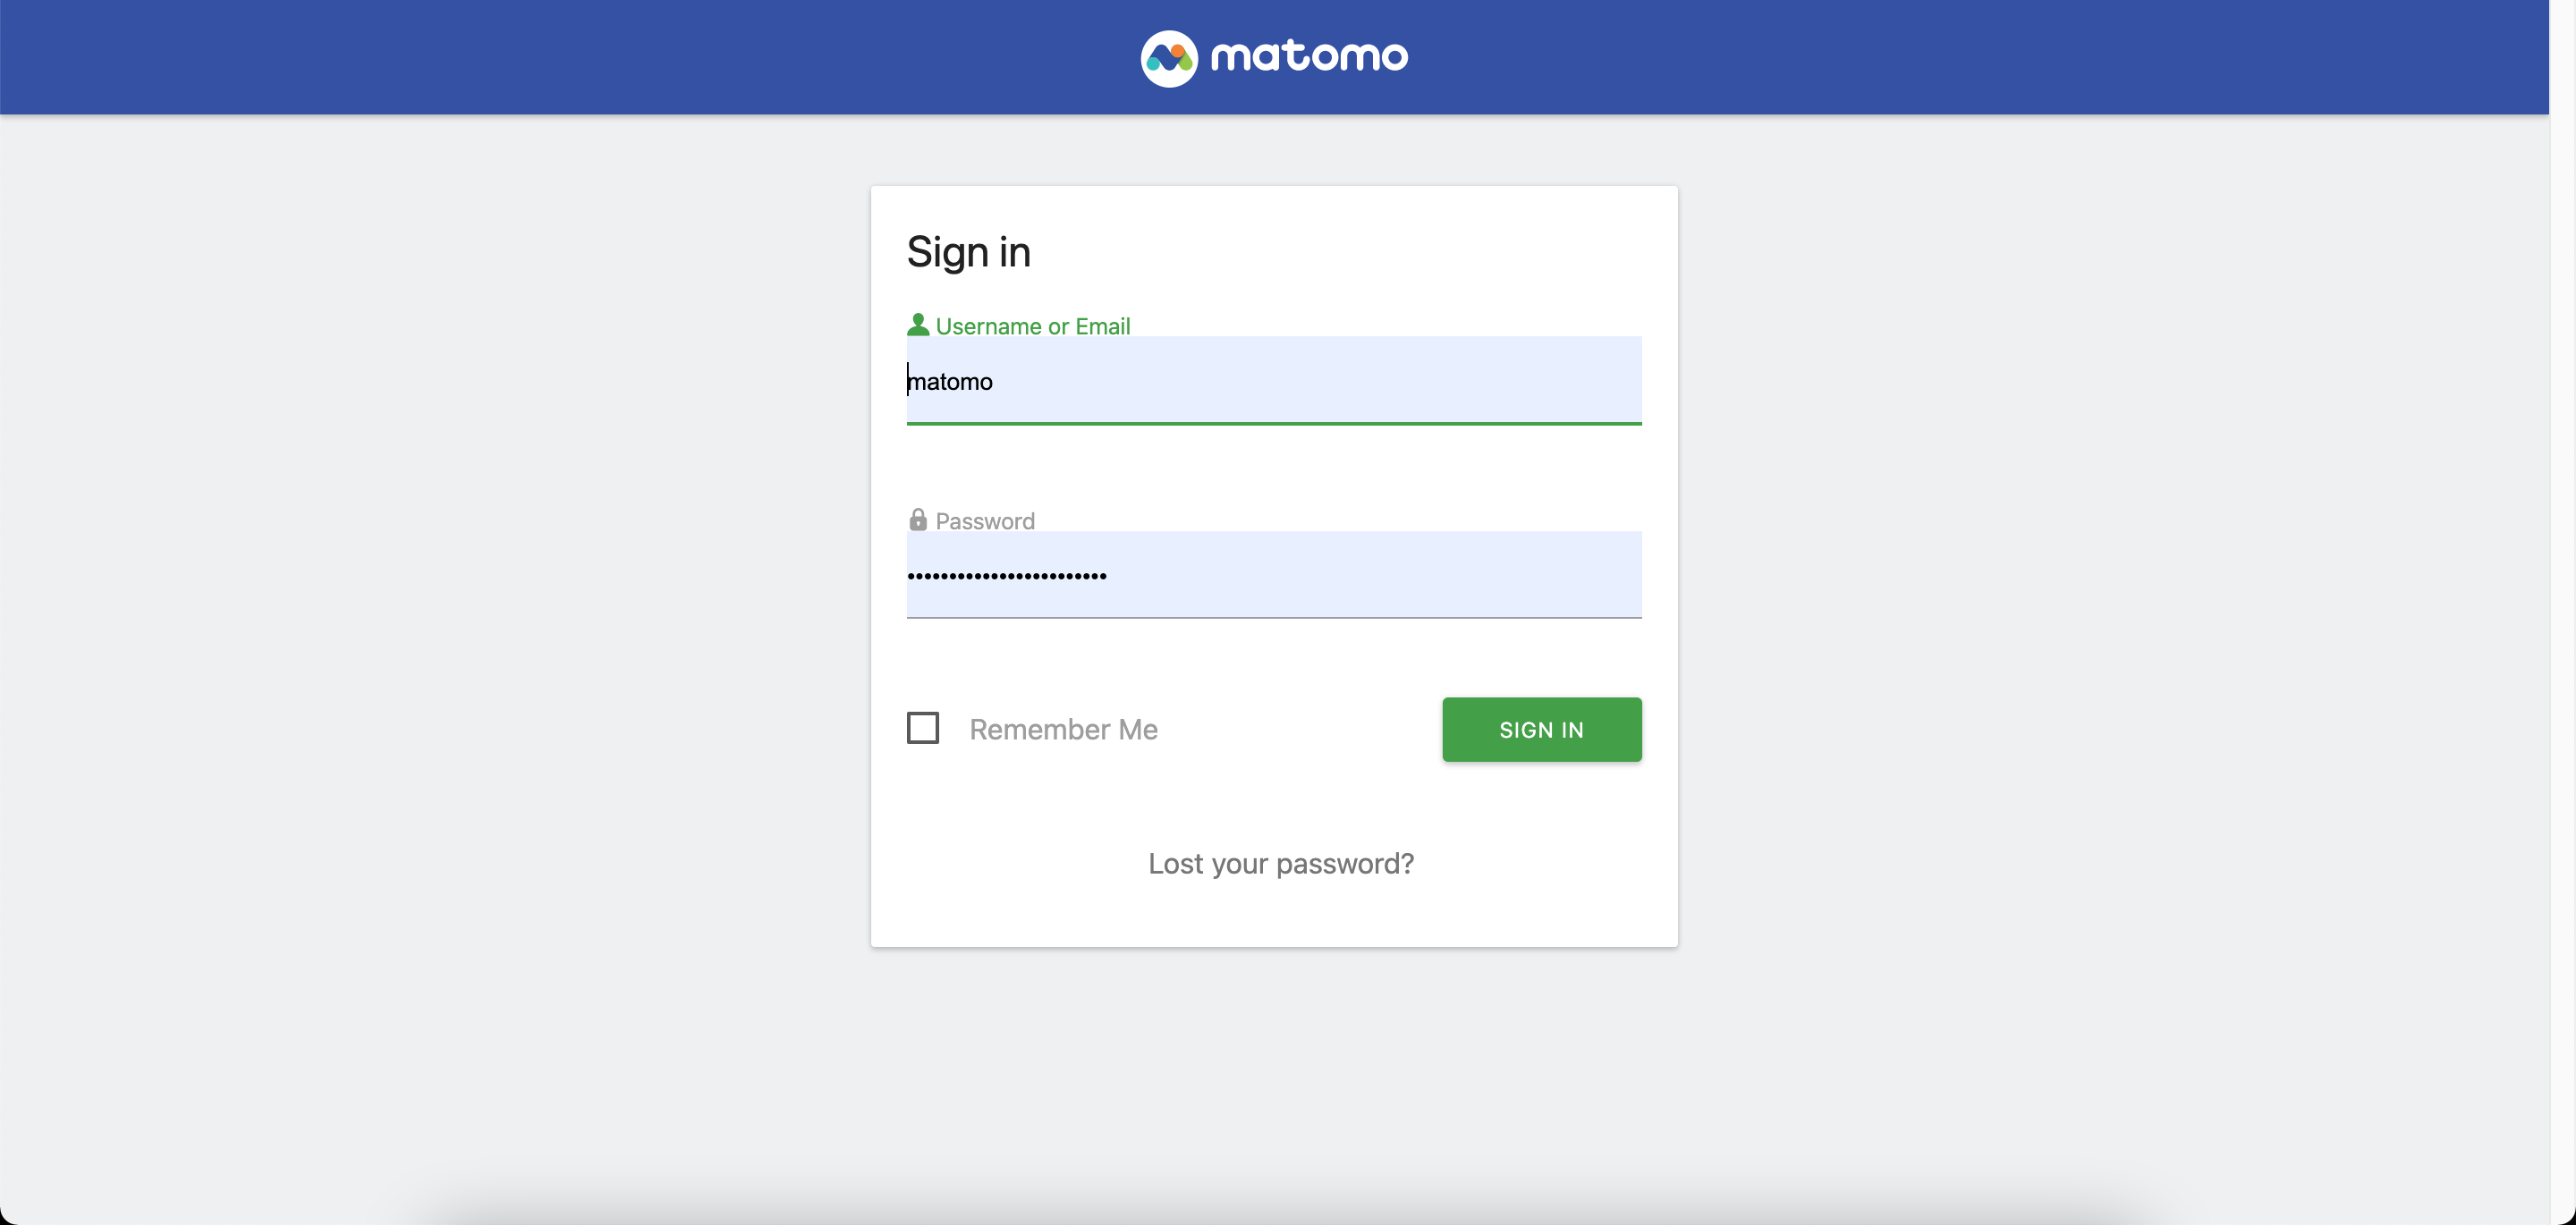 matomo
Sign in
Username or Email
matomo
Password
••••••••••••••••••••••••
Remember Me
SIGN IN
Lost your password?